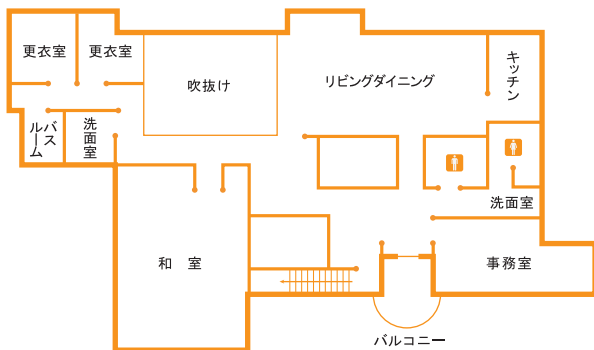 更衣室
更衣室
吹抜け
リビングダイニング
キッチン
バス
ルーム
洗面室
洗面室
和 室
事務室
バルコニー